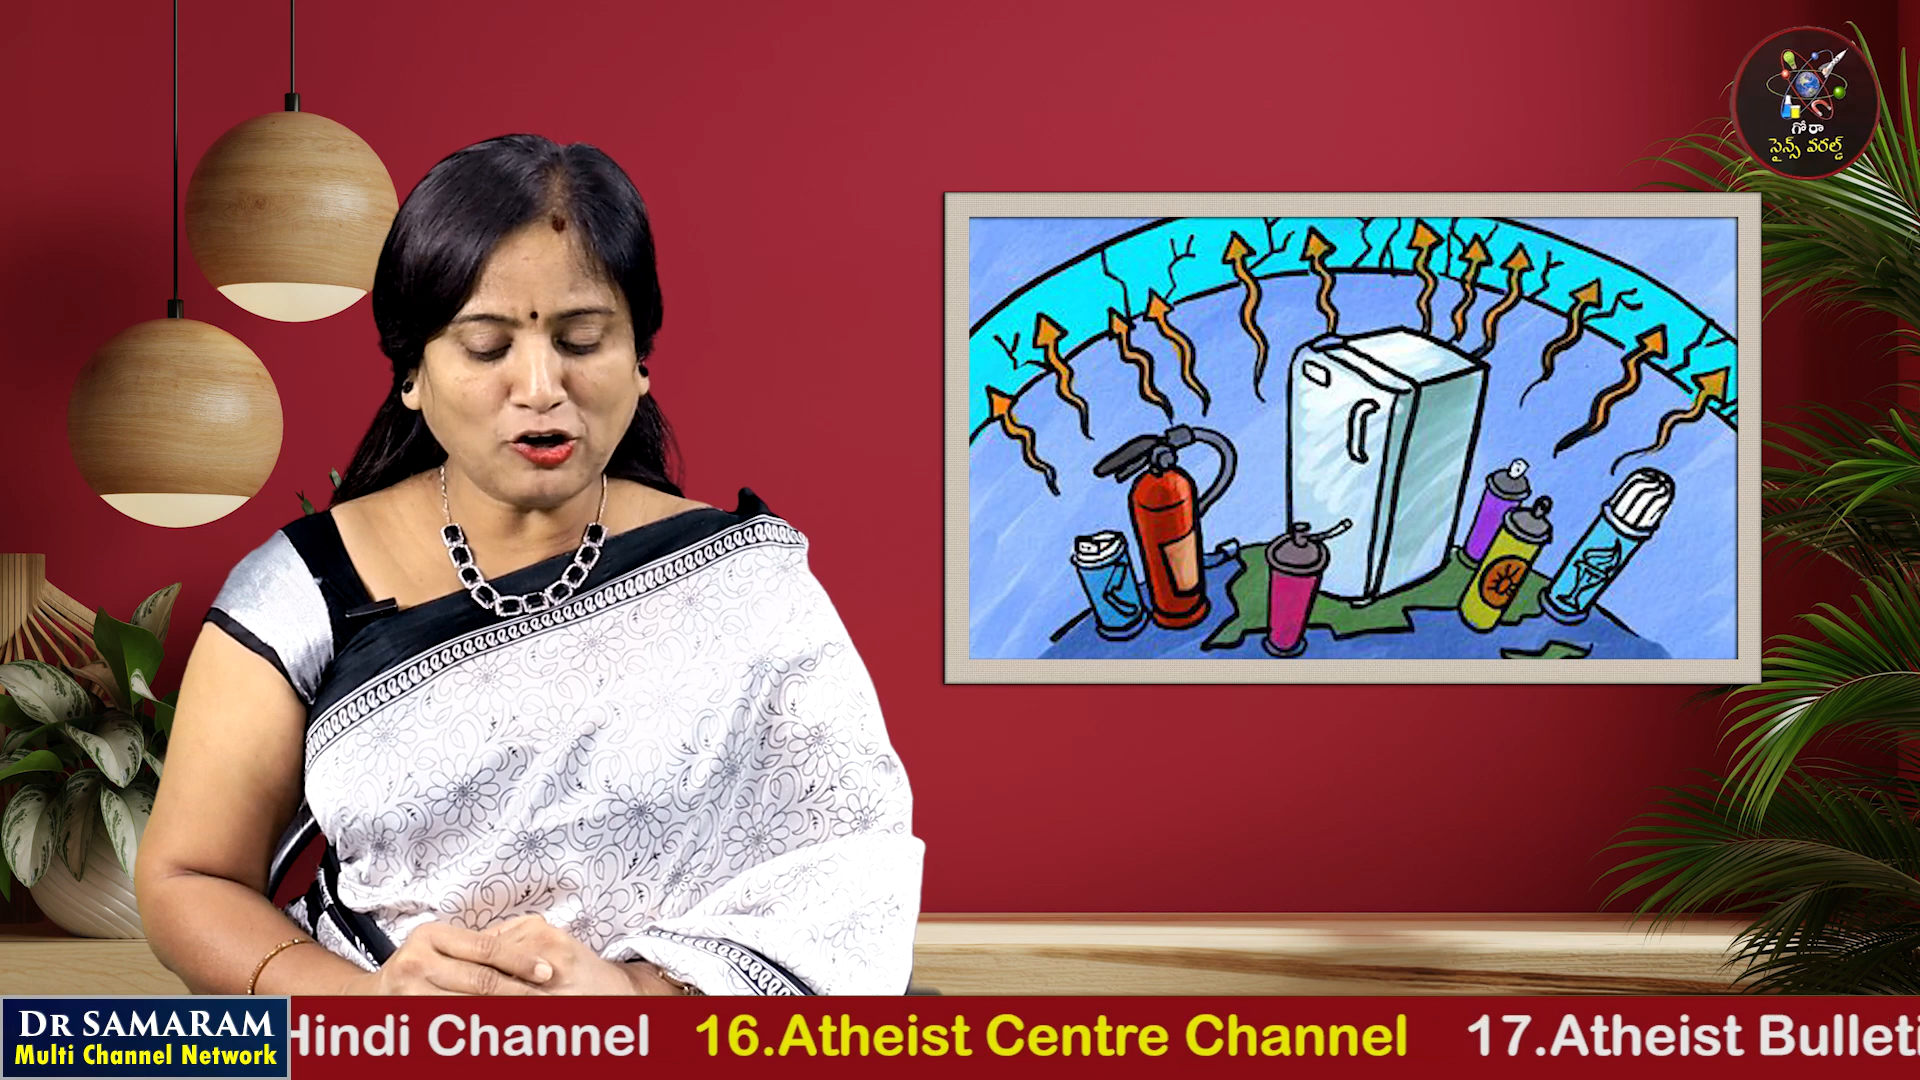 గోరా
సైన్స్ వరల్డ్
DR SAMARAM
Multi Channel Network
Hindi Channel 16.Atheist Centre Channel 17.Atheist Bulleti